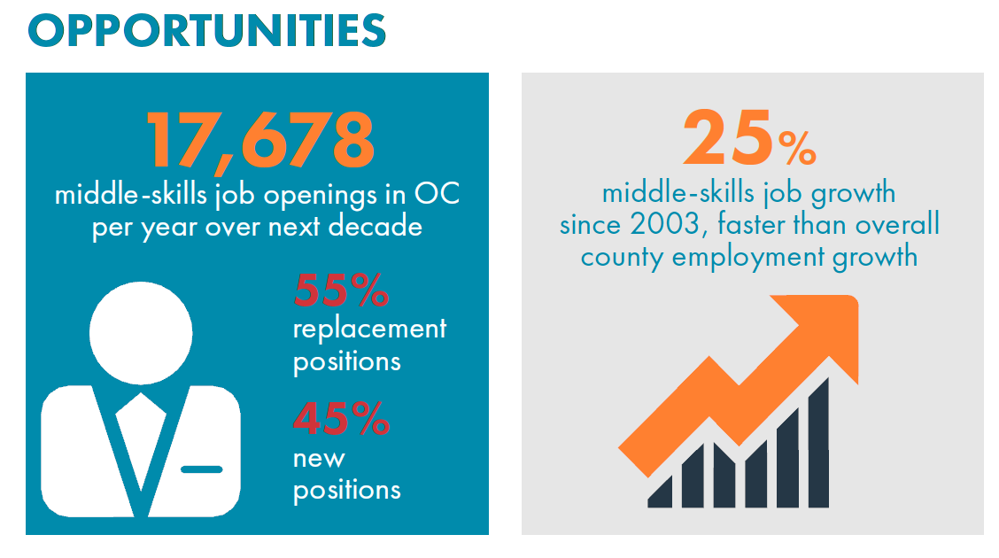 OPPORTUNITIES
17,678
middle-skills job openings in OC
per year over next decade
55%
replacement
positions
45%
new
positions
25%
middle-skills job growth
since 2003, faster than overall
county employment growth